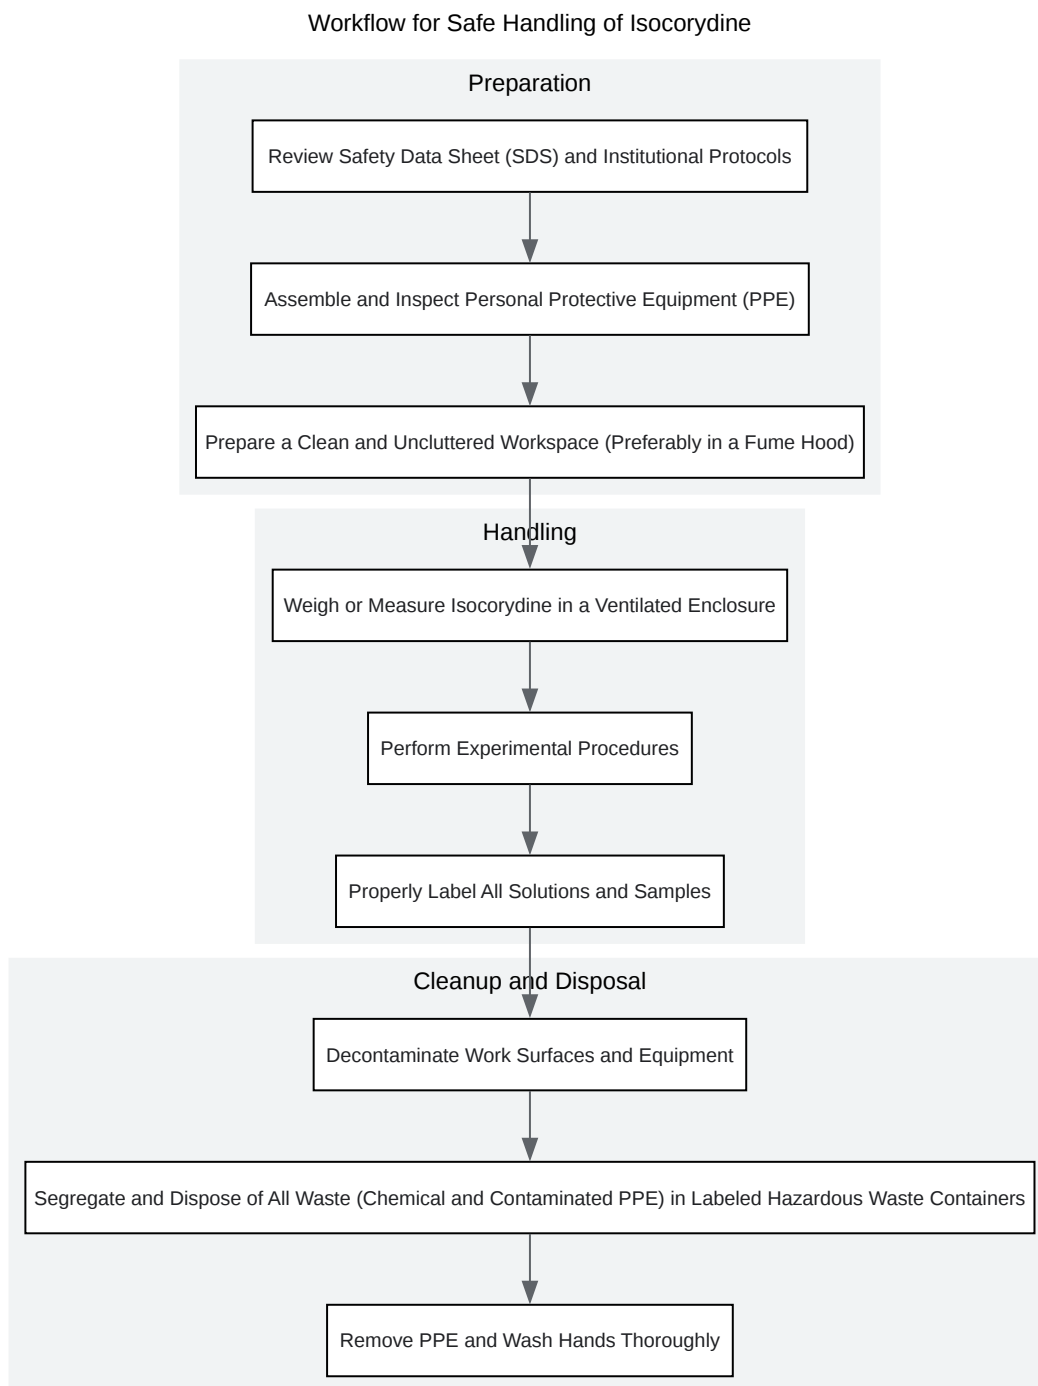 Workflow for Safe Handling of Isocorydine
Preparation
Review Safety Data Sheet (SDS) and Institutional Protocols
Assemble and Inspect Personal Protective Equipment (PPE)
Prepare a Clean and Uncluttered Workspace (Preferably in a Fume Hood)
Handling
Weigh or Measure Isocorydine in a Ventilated Enclosure
Perform Experimental Procedures
Properly Label All Solutions and Samples
Cleanup and Disposal
Decontaminate Work Surfaces and Equipment
Segregate and Dispose of All Waste (Chemical and Contaminated PPE) in Labeled Hazardous Waste Containers
Remove PPE and Wash Hands Thoroughly